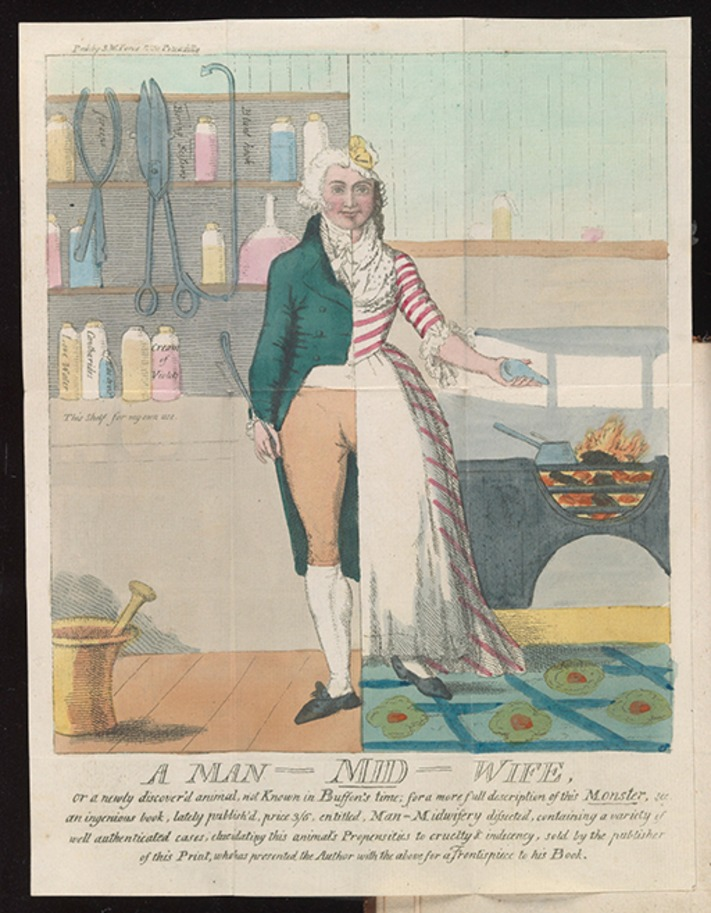 Pub by S.W. Fores Piccadilly
forceps
Boring Scissors
Blunt hook
Love Water
Cantharides
Cream of Violets
This Shelf for my own use.
A MAN — MID — WIFE,
or a newly discover'd animal, not Known in Buffon's time; for a more full description of this Monster, see
an ingenious book, lately publish'd, price 3/6, entitled, Man-Midwifery dissected, containing a variety of
well authenticated cases, elucidating this animals Propensities to cruelty & indecency, sold by the publisher
of this Print, who has presented the Author with the above for a Frontispiece to his Book.